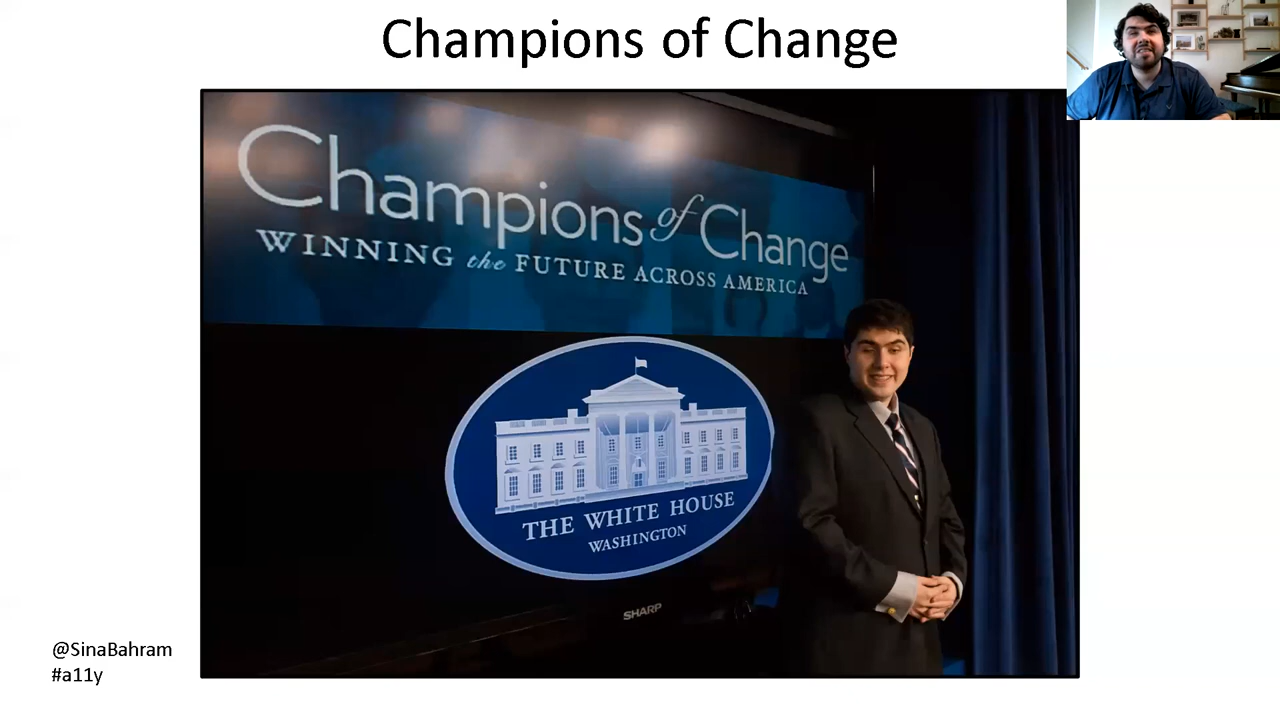 Champions of Change
Champions of Change
WINNING the FUTURE ACROSS AMERICA
THE WHITE HOUSE
WASHINGTON
SHARP
@SinaBahram
#a11y